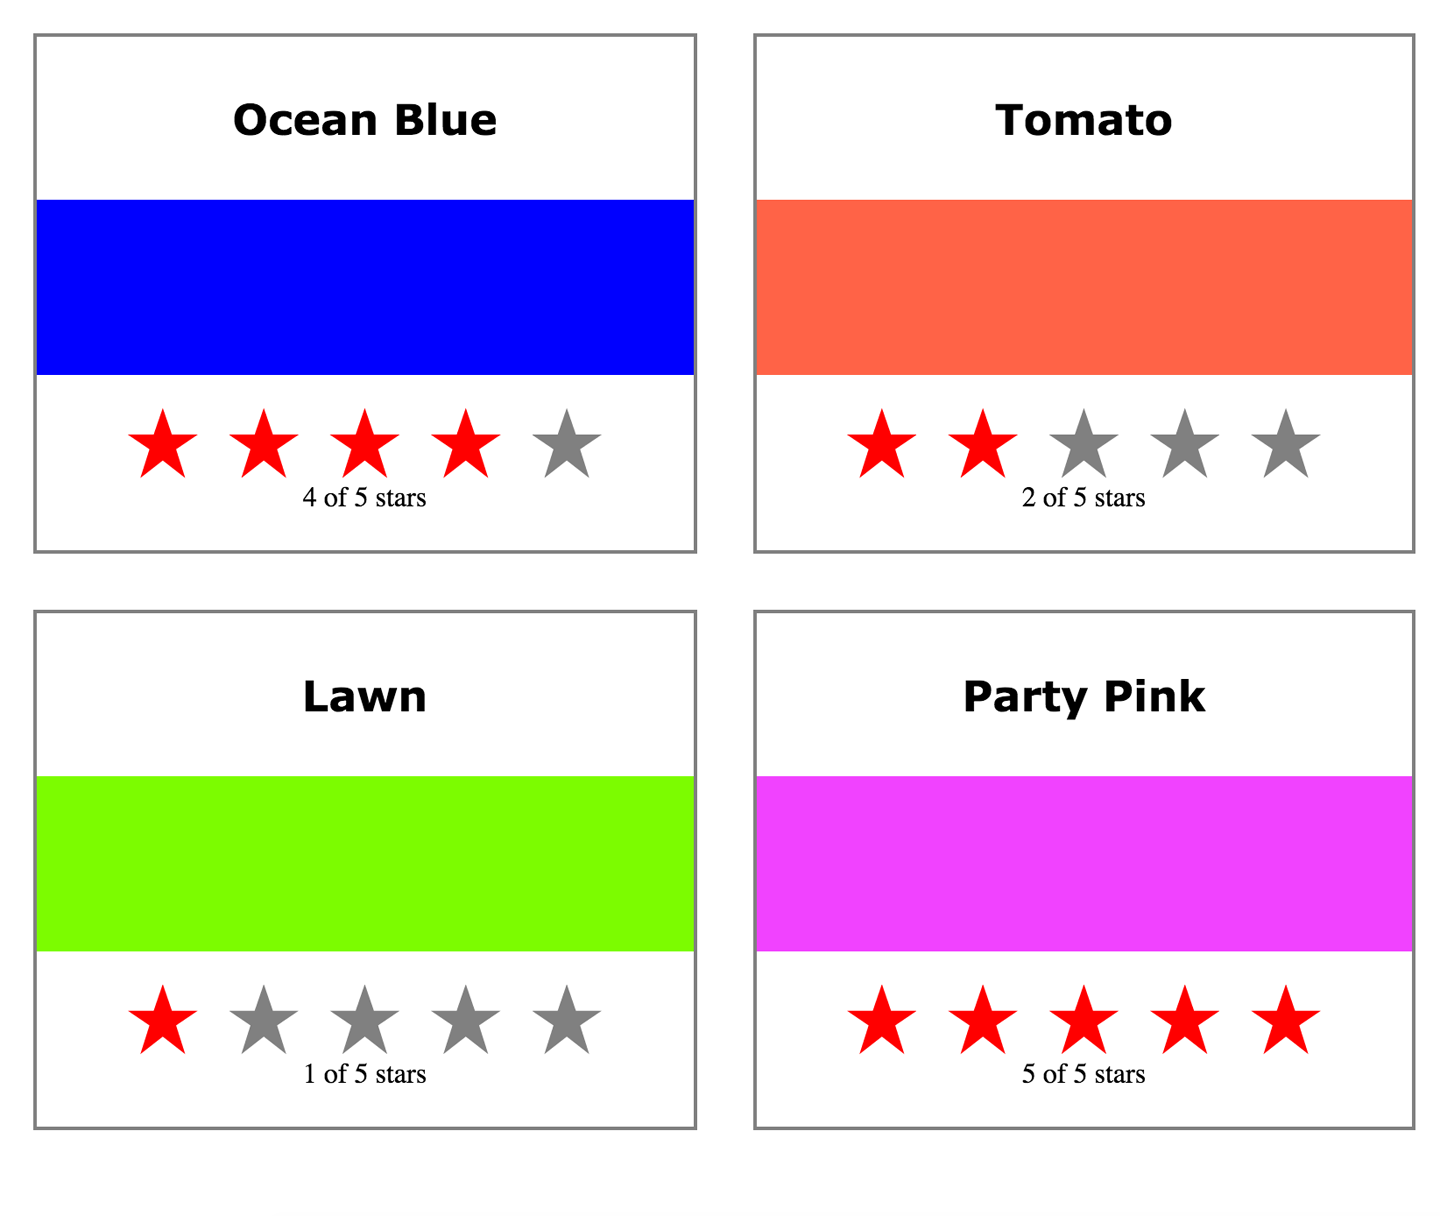 Ocean Blue
4 of 5 stars
Tomato
2 of 5 stars
Lawn
1 of 5 stars
Party Pink
5 of 5 stars